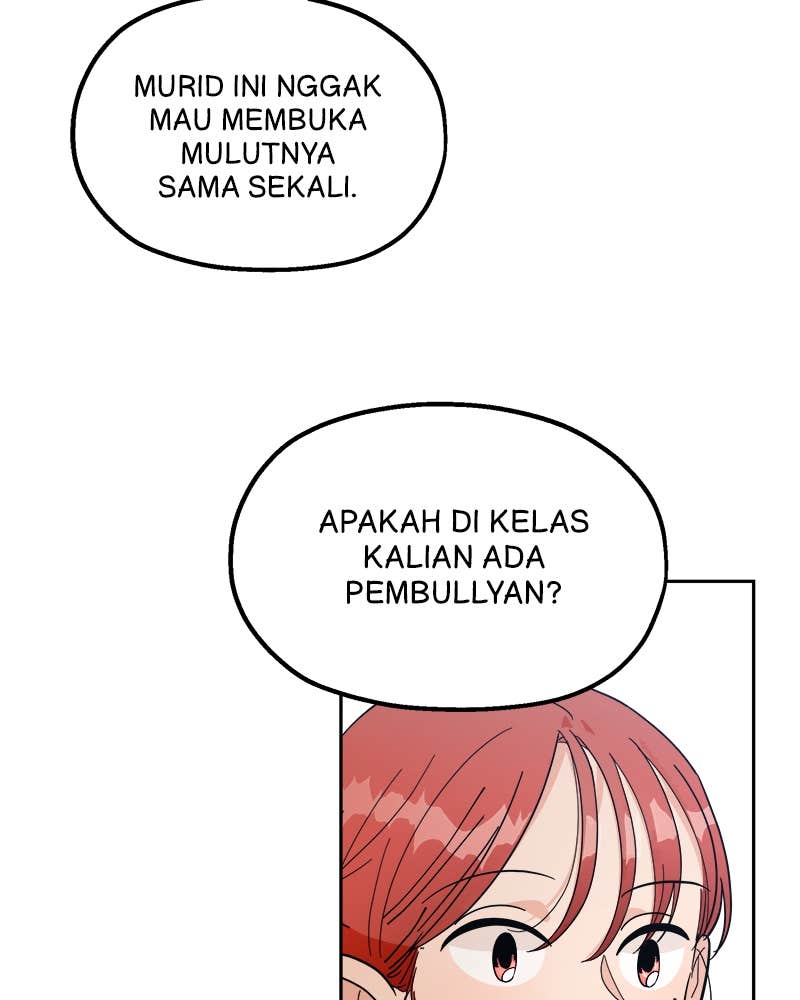 MURID INI NGGAK
MAU MEMBUKA
MULUTNYA
SAMA SEKALI.
APAKAH DI KELAS
KALIAN ADA
PEMBULLYAN?